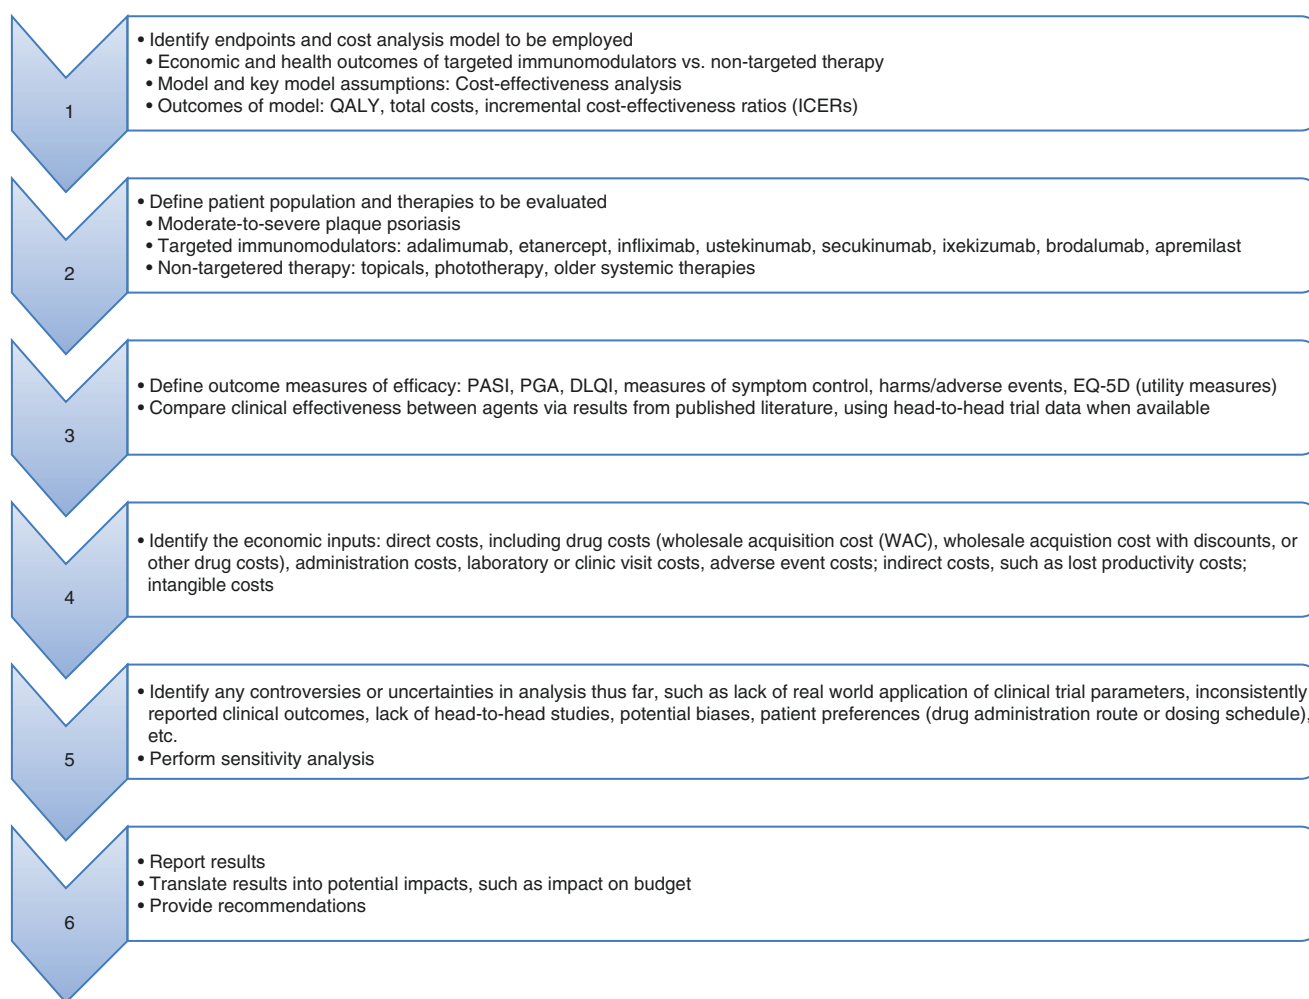 1
• Identify endpoints and cost analysis model to be employed
• Economic and health outcomes of targeted immunomodulators vs. non-targeted therapy
• Model and key model assumptions: Cost-effectiveness analysis
• Outcomes of model: QALY, total costs, incremental cost-effectiveness ratios (ICERs)
2
• Define patient population and therapies to be evaluated
• Moderate-to-severe plaque psoriasis
• Targeted immunomodulators: adalimumab, etanercept, infliximab, ustekinumab, secukinumab, ixekizumab, brodalumab, apremilast
• Non-targetered therapy: topicals, phototherapy, older systemic therapies
3
• Define outcome measures of efficacy: PASI, PGA, DLQI, measures of symptom control, harms/adverse events, EQ-5D (utility measures)
• Compare clinical effectiveness between agents via results from published literature, using head-to-head trial data when available
4
• Identify the economic inputs: direct costs, including drug costs (wholesale acquisition cost (WAC), wholesale acquistion cost with discounts, or
other drug costs), administration costs, laboratory or clinic visit costs, adverse event costs; indirect costs, such as lost productivity costs;
intangible costs
5
• Identify any controversies or uncertainties in analysis thus far, such as lack of real world application of clinical trial parameters, inconsistently
reported clinical outcomes, lack of head-to-head studies, potential biases, patient preferences (drug administration route or dosing schedule),
etc.
• Perform sensitivity analysis
6
• Report results
• Translate results into potential impacts, such as impact on budget
• Provide recommendations